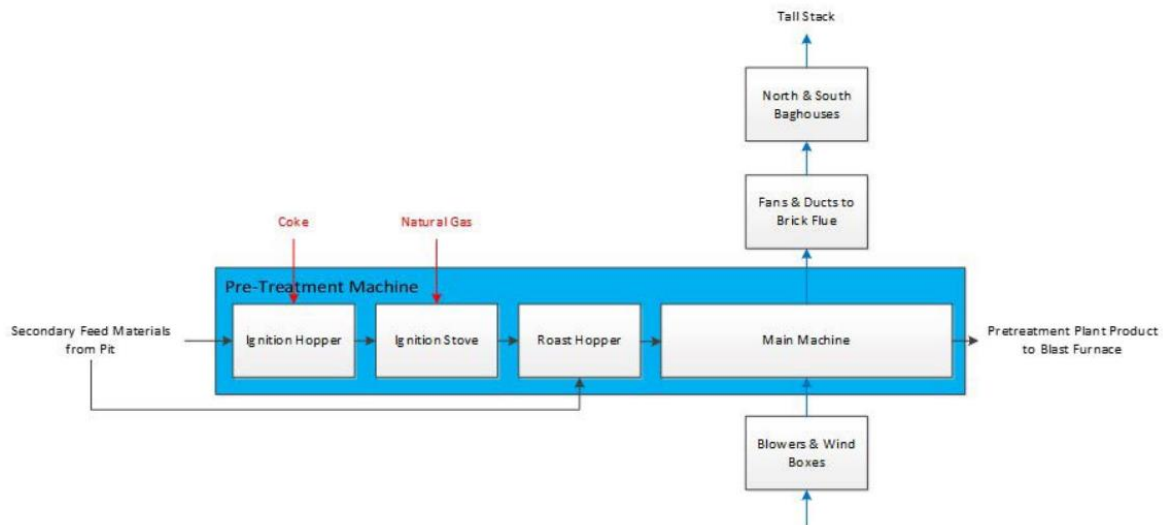 Tall Stack
North & South
Baghouses
Fans & Ducts to
Brick Flue
Coke
Natural Gas
Pre-Treatment Machine
Secondary Feed Materials
from Pit
Ignition Hopper
Ignition Stove
Roast Hopper
Main Machine
Pretreatment Plant Product
to Blast Furnace
Blowers & Wind
Boxes